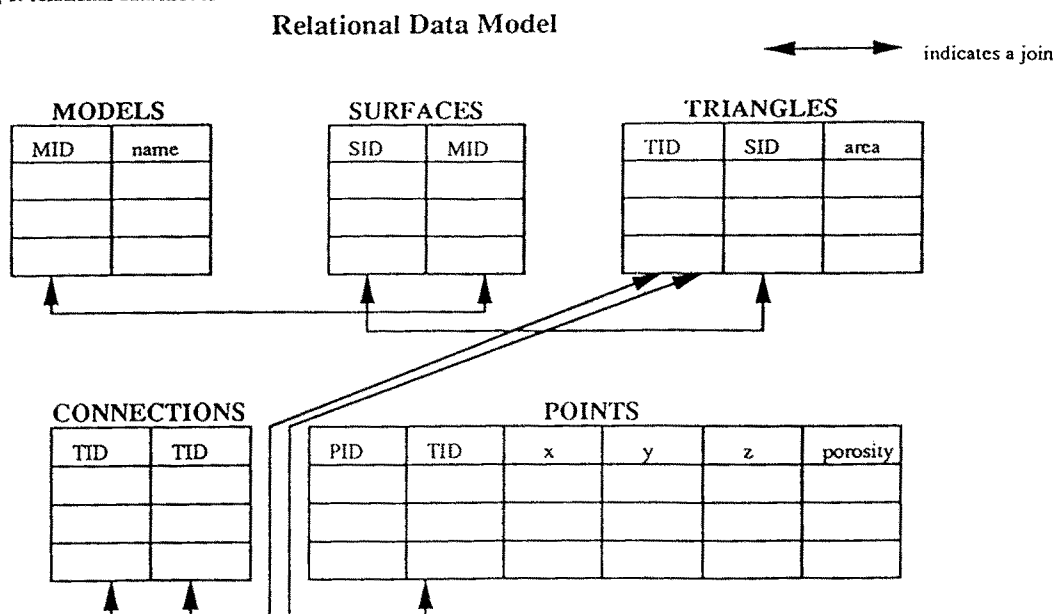 Relational Data Model
indicates a join
MODELS
MID name
SURFACES
SID MID
TRIANGLES
TID SID area
CONNECTIONS
TID TID
POINTS
PID TID x y z porosity